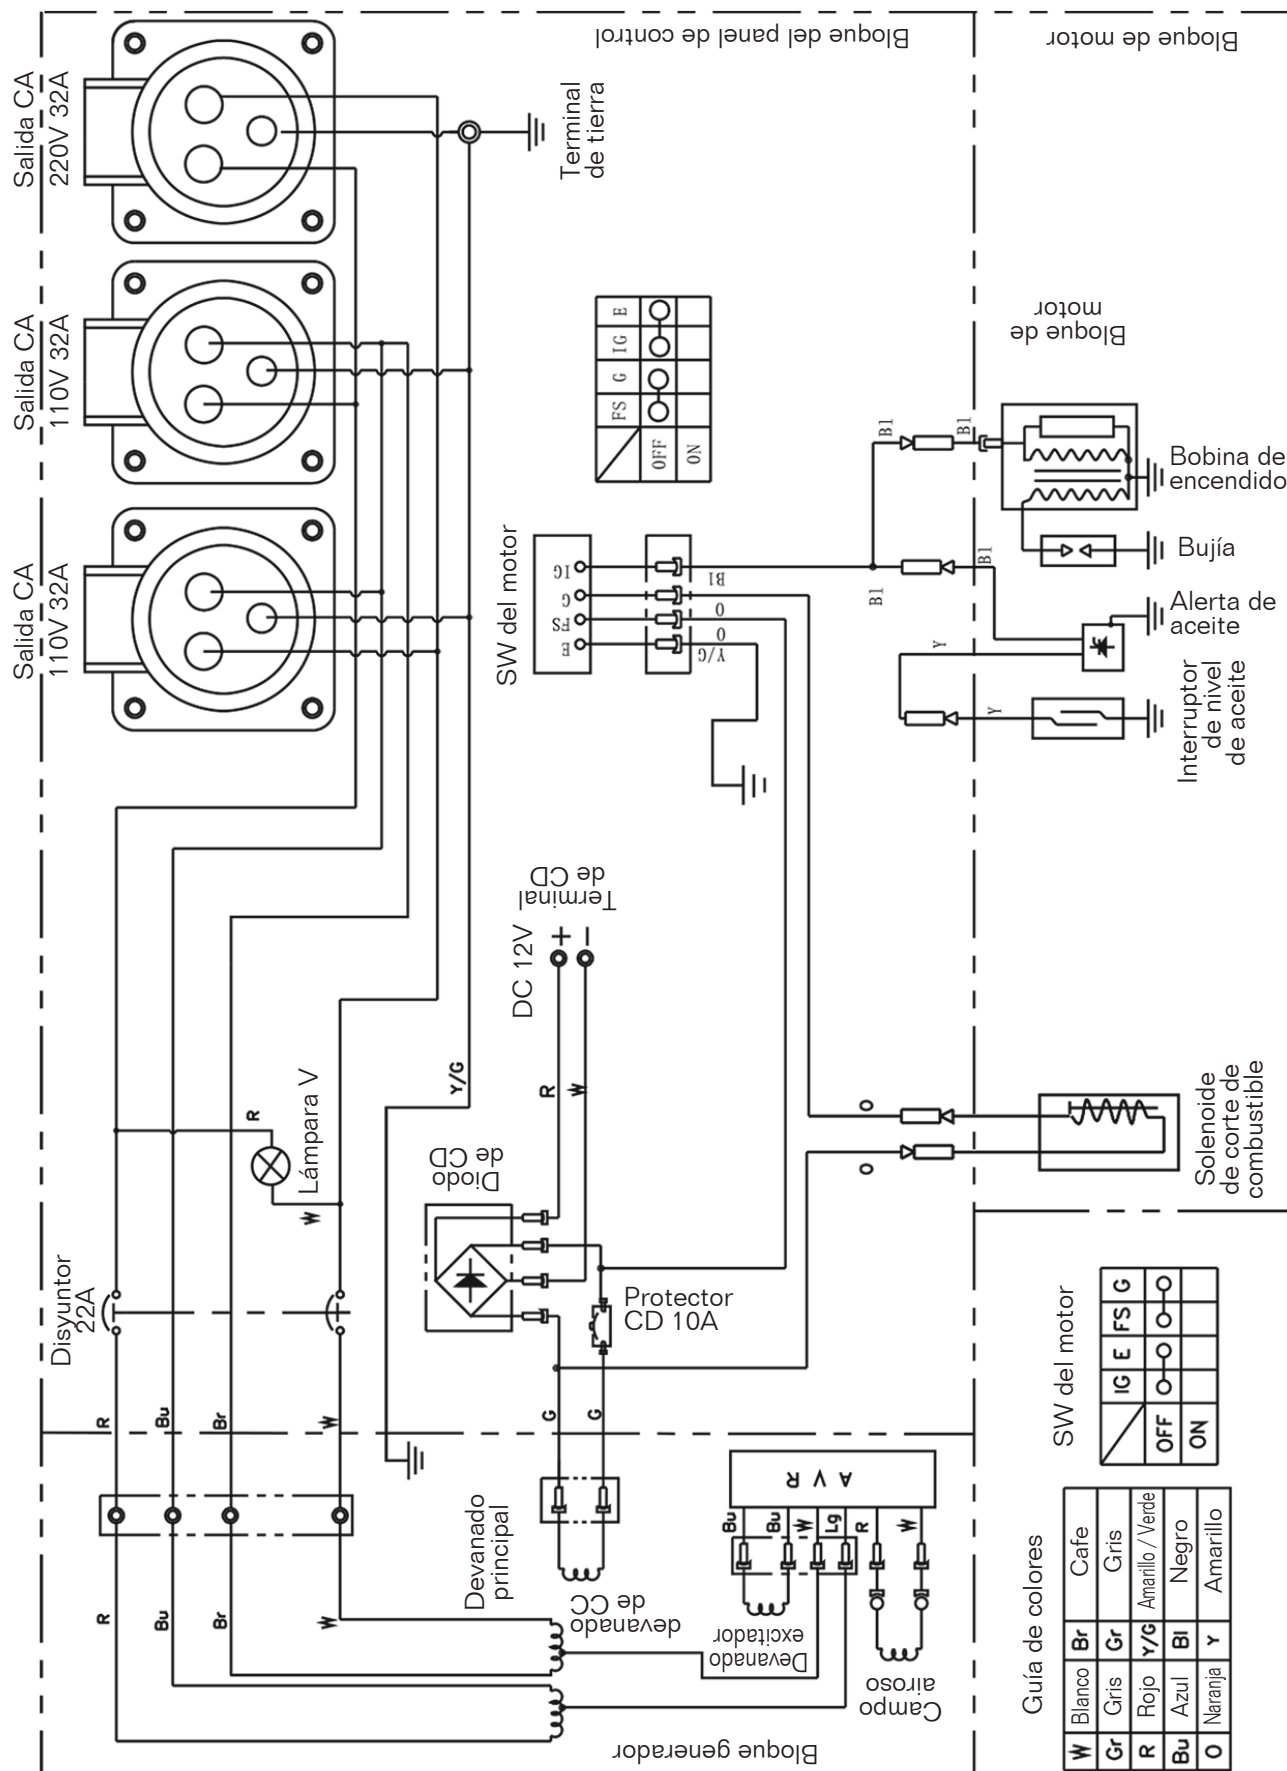 Bloque del panel de control
Bloque de motor
Salida CA
220V 32A
Terminal
de tierra
Salida CA
110V 32A
E
IG
G
FS
OFF
ON
Bloque de
motor
Salida CA
110V 32A
SW del motor
IG
G
FS
E
B1
O
O
Y/G
B1
B1
B1
B1
Y
Y
Bobina de
encendido
Bujía
Alerta de
aceite
Interruptor
de nivel
de aceite
Terminal
de CD
DC 12V
+
−
R
W
Y/G
R
Lámpara V
W
Diodo
de CD
Disyuntor
22A
Protector
CD 10A
O
O
Solenoide
de corte de
combustible
R
Bu
Br
W
G
G
SW del motor
IG E FS G
OFF
ON
Devanado
principal
devanado
de CC
A V R
Bu
Bu
W
Lg
R
W
R
Bu
Br
W
Devanado
excitador
Campo
airoso
Bloque generador
Guía de colores
W Blanco Br Cafe
Gr Gris Gr Gris
R Rojo Y/G Amarillo / Verde
Bu Azul Bl Negro
O Naranja Y Amarillo